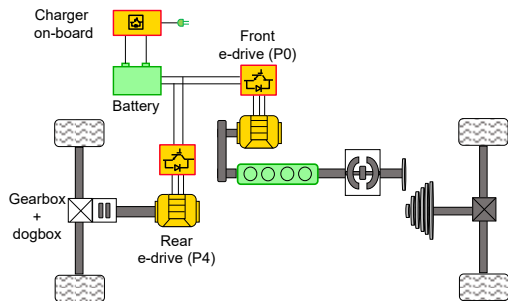 Charger
on-board
Front
e-drive (P0)
Battery
Gearbox
+
dogbox
Rear
e-drive (P4)